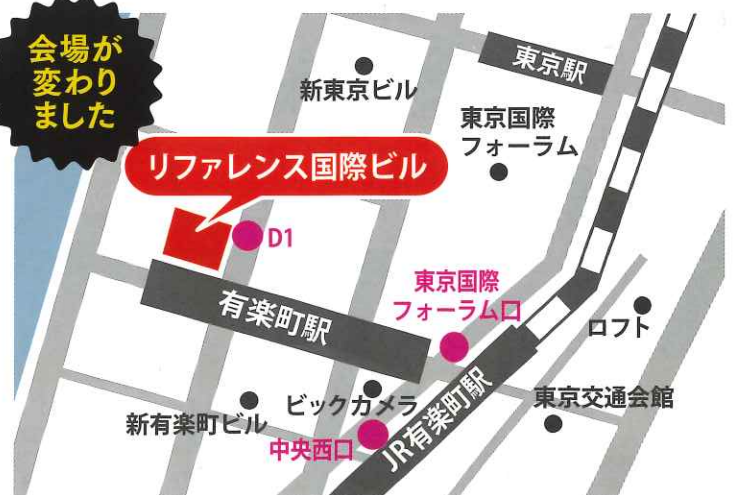 会場が
変わり
ました
東京駅
新東京ビル
東京国際
フォーラム
リファレンス国際ビル
D1
有楽町駅
東京国際
フォーラム口
ロフト
ビックカメラ
新有楽町ビル
東京交通会館
中央西口
JR有楽町駅